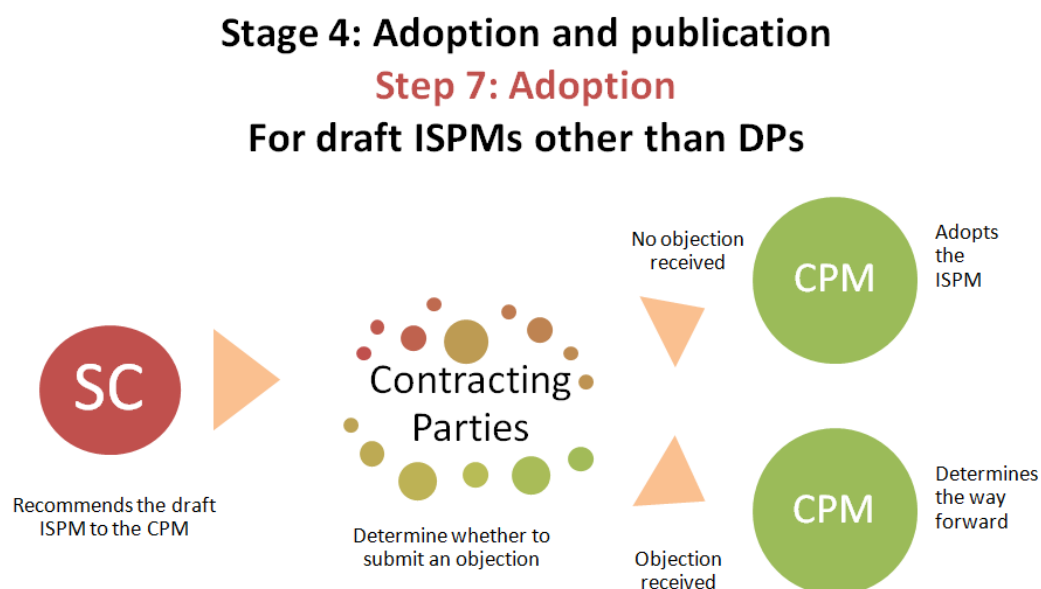 Stage 4: Adoption and publication
Step 7: Adoption
For draft ISPMs other than DPs
SC
Recommends the draft
ISPM to the CPM
Contracting
Parties
Determine whether to
submit an objection
No objection
received
CPM
Adopts
the
ISPM
Objection
received
CPM
Determines
the way
forward